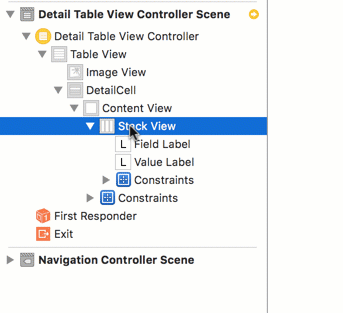 Detail Table View Controller Scene
Detail Table View Controller
Table View
Image View
DetailCell
Content View
Stack View
L Field Label
L Value Label
Constraints
Constraints
First Responder
Exit
Navigation Controller Scene